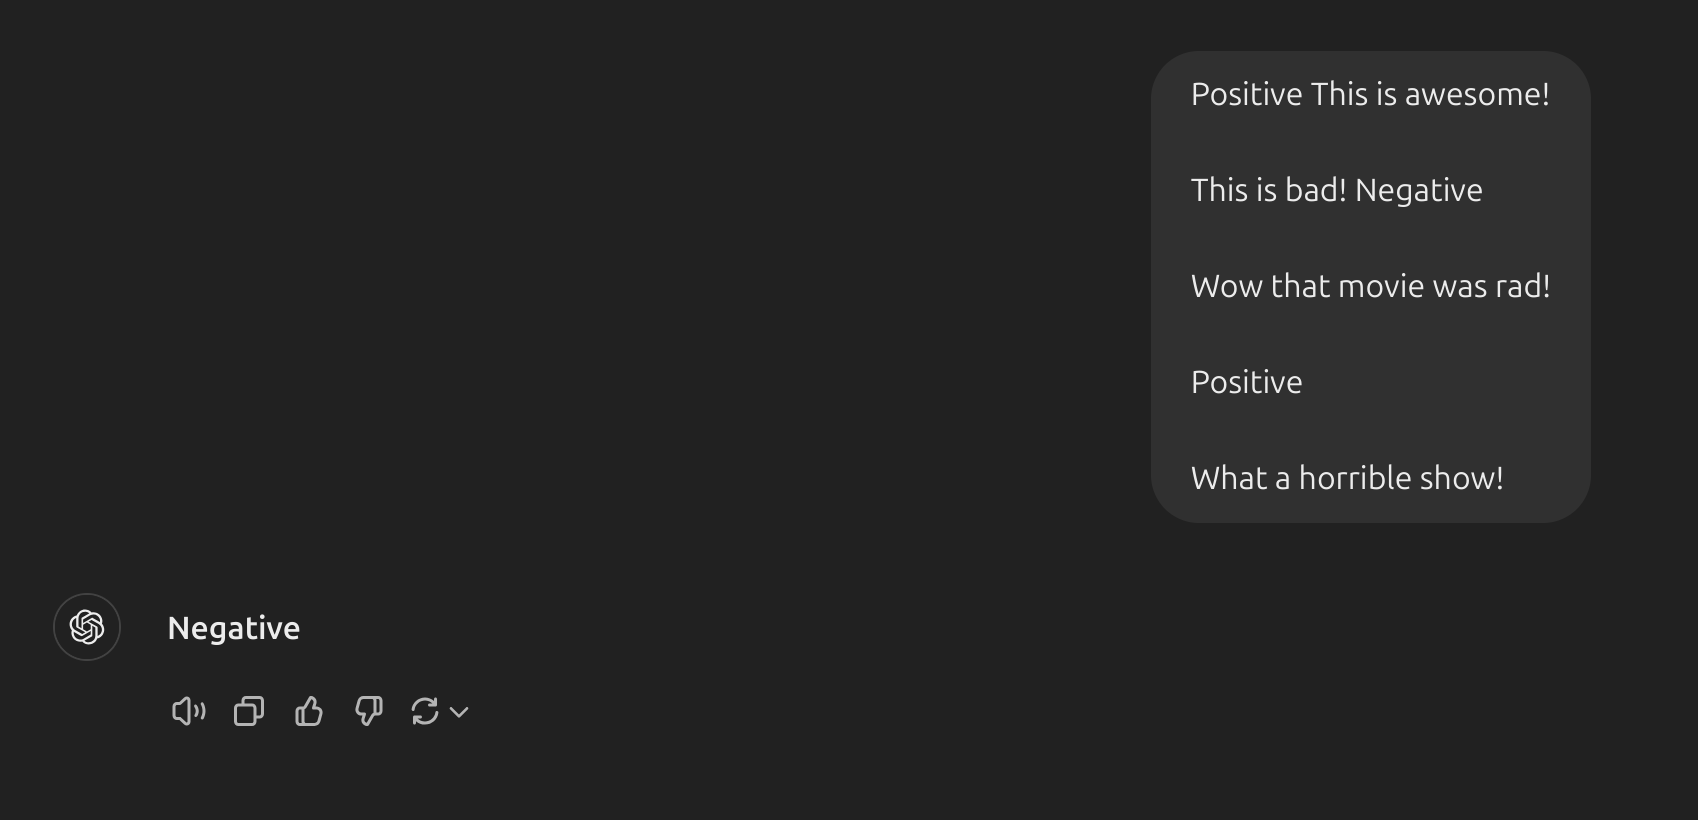 Positive This is awesome!
This is bad! Negative
Wow that movie was rad!
Positive
What a horrible show!
Negative